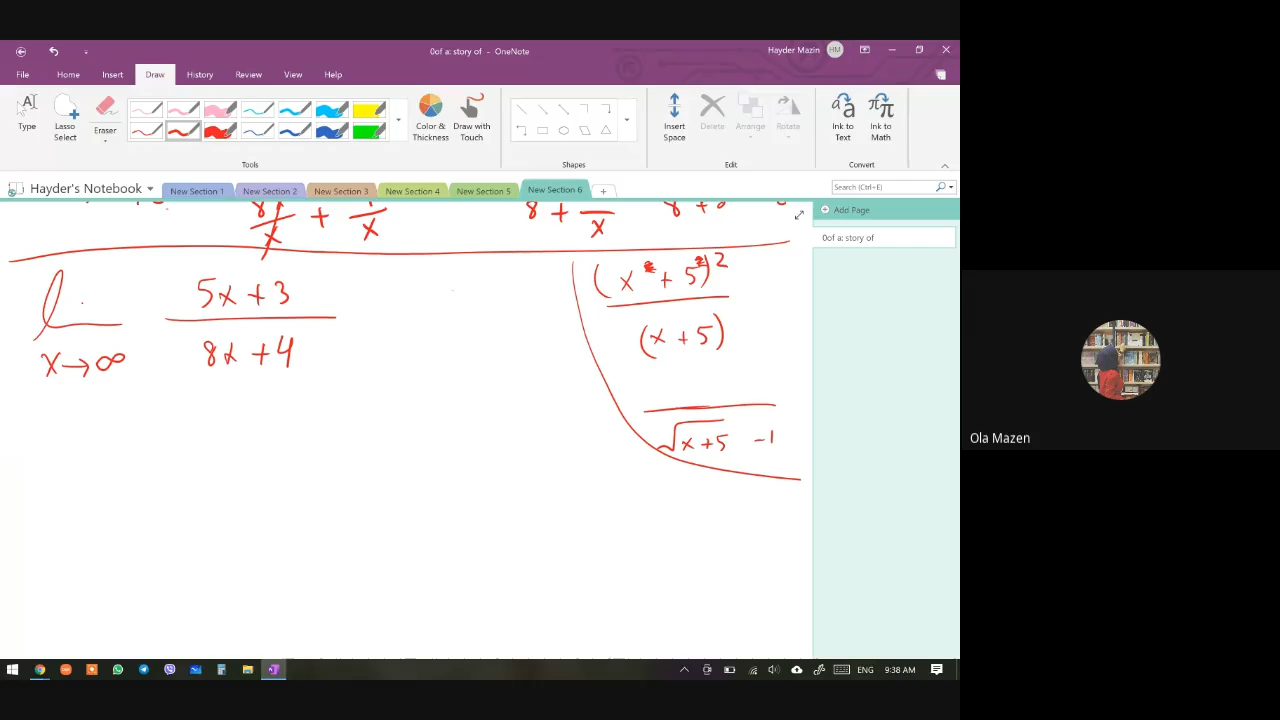 0of a: story of - OneNote
Hayder Mazin HM
File Home Insert Draw History Review View Help
Type
Lasso Select
Eraser
Color & Thickness
Draw with Touch
Insert Space
Delete
Arrange
Rotate
Ink to Text
Ink to Math
Tools
Shapes
Edit
Convert
Hayder's Notebook
New Section 1
New Section 2
New Section 3
New Section 4
New Section 5
New Section 6
Search (Ctrl+E)
Add Page
0of a: story of
x + x
8 + x
5x + 3
8x + 4
x→∞
(x + 5)²
(x + 5)
√x+5 -1
Ola Mazen
ENG
9:38 AM